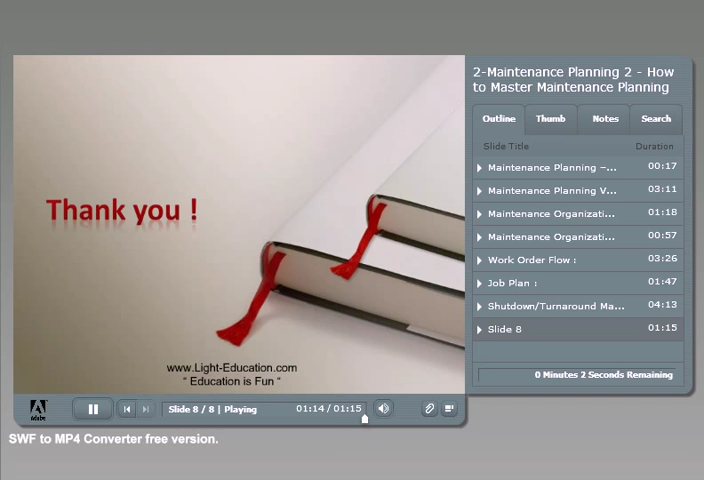 2-Maintenance Planning 2 - How
to Master Maintenance Planning
Outline Thumb Notes Search
Slide Title Duration
Maintenance Planning –... 00:17
Maintenance Planning V... 03:11
Maintenance Organizati... 01:18
Maintenance Organizati... 00:57
Work Order Flow : 03:26
Job Plan : 01:47
Shutdown/Turnaround Ma... 04:13
Slide 8 01:15
0 Minutes 2 Seconds Remaining
Thank you !
www.Light-Education.com
“ Education is Fun “
Adobe
Slide 8 / 8 | Playing 01:14 / 01:15
SWF to MP4 Converter free version.